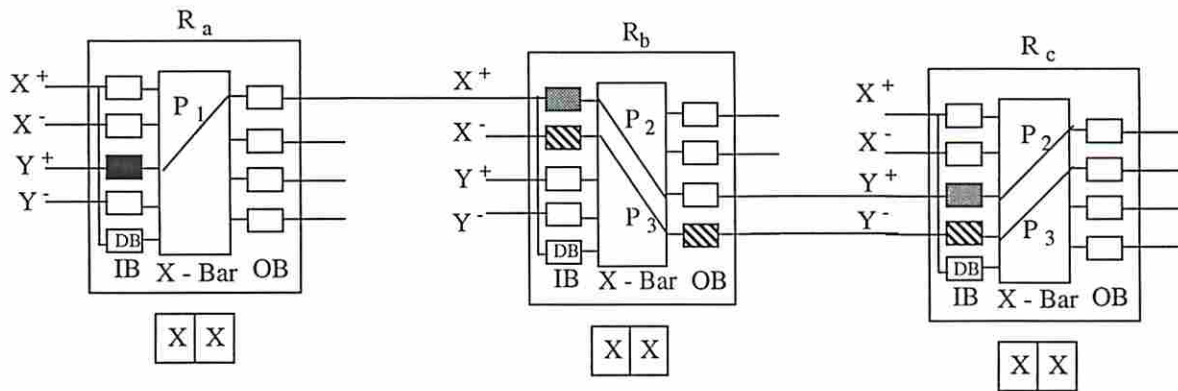 R a
X +
X -
Y +
Y -
P 1
DB
IB X - Bar OB
X X
R b
X +
X -
Y +
Y -
P 2
P 3
DB
IB X - Bar OB
X X
R c
X +
X -
Y +
Y -
P 2
P 3
DB
IB X - Bar OB
X X